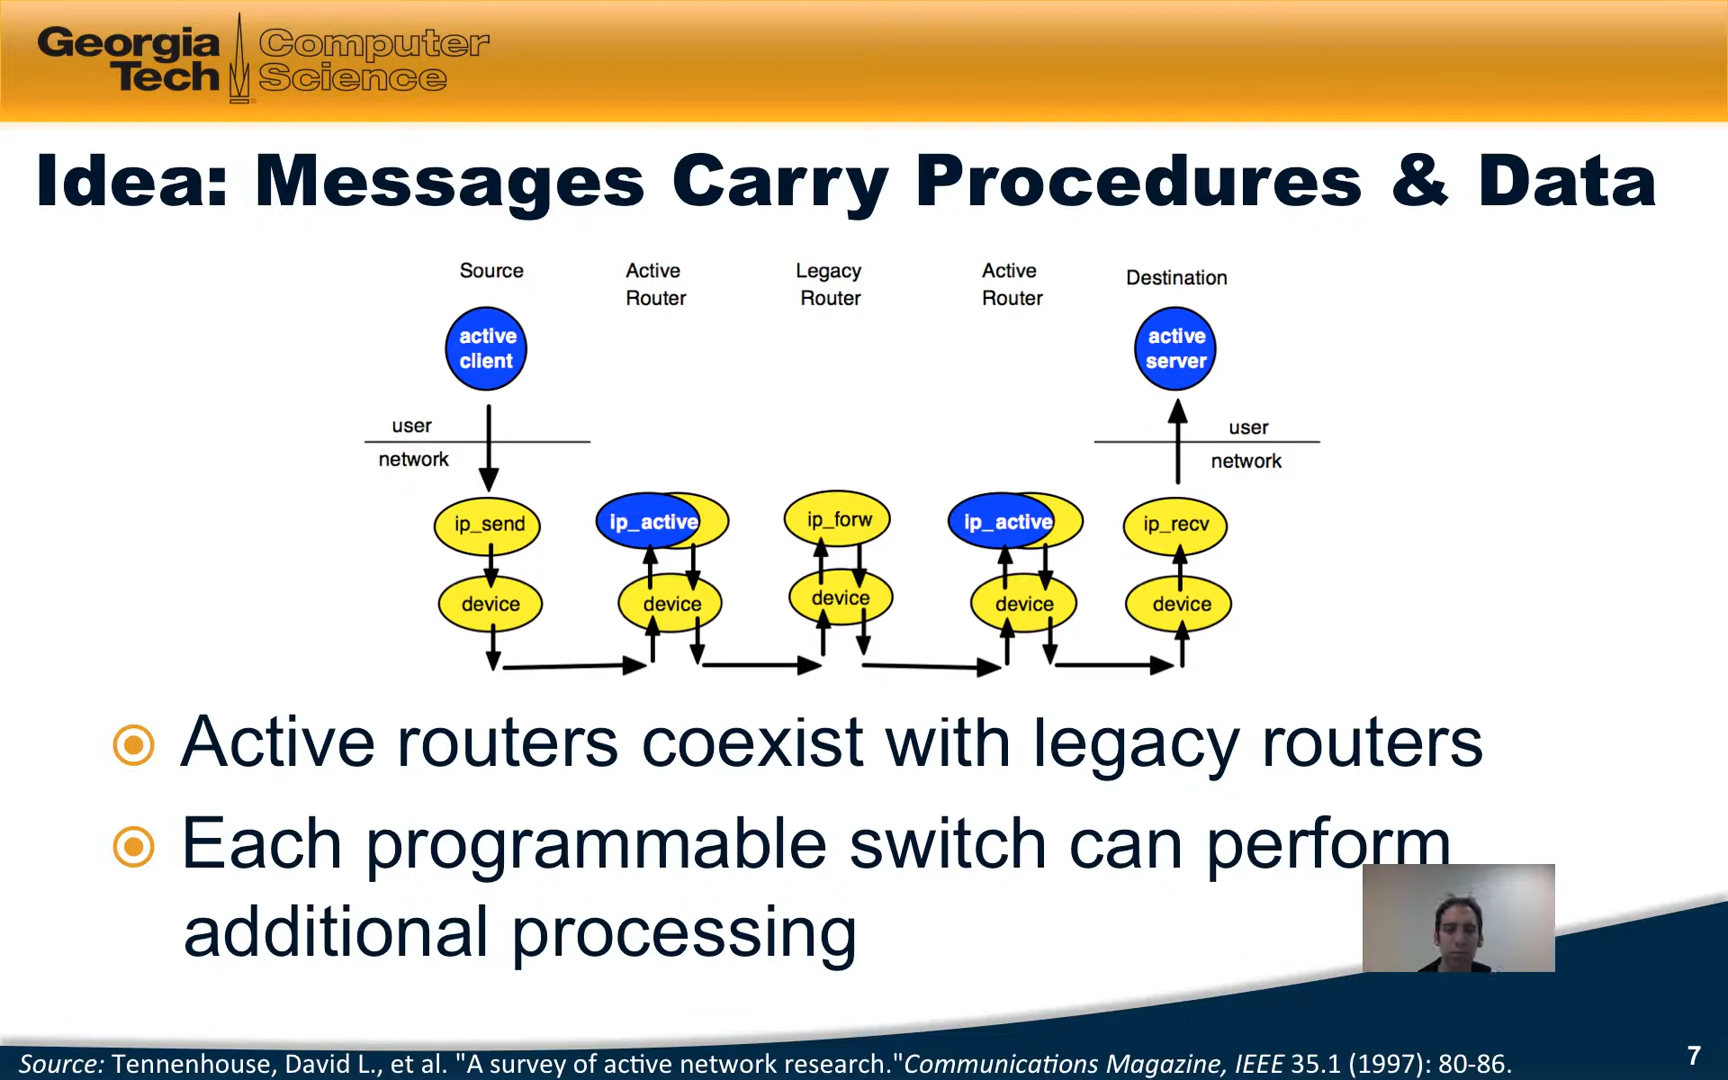 Georgia Tech Computer Science
Idea: Messages Carry Procedures & Data
Source Active Router Legacy Router Active Router Destination
active client
active server
user
network
user
network
ip_send ip_active ip_forw ip_active ip_recv
device device device device device
Active routers coexist with legacy routers
Each programmable switch can perform
additional processing
Source: Tennenhouse, David L., et al. "A survey of active network research."Communications Magazine, IEEE 35.1 (1997): 80-86.
7